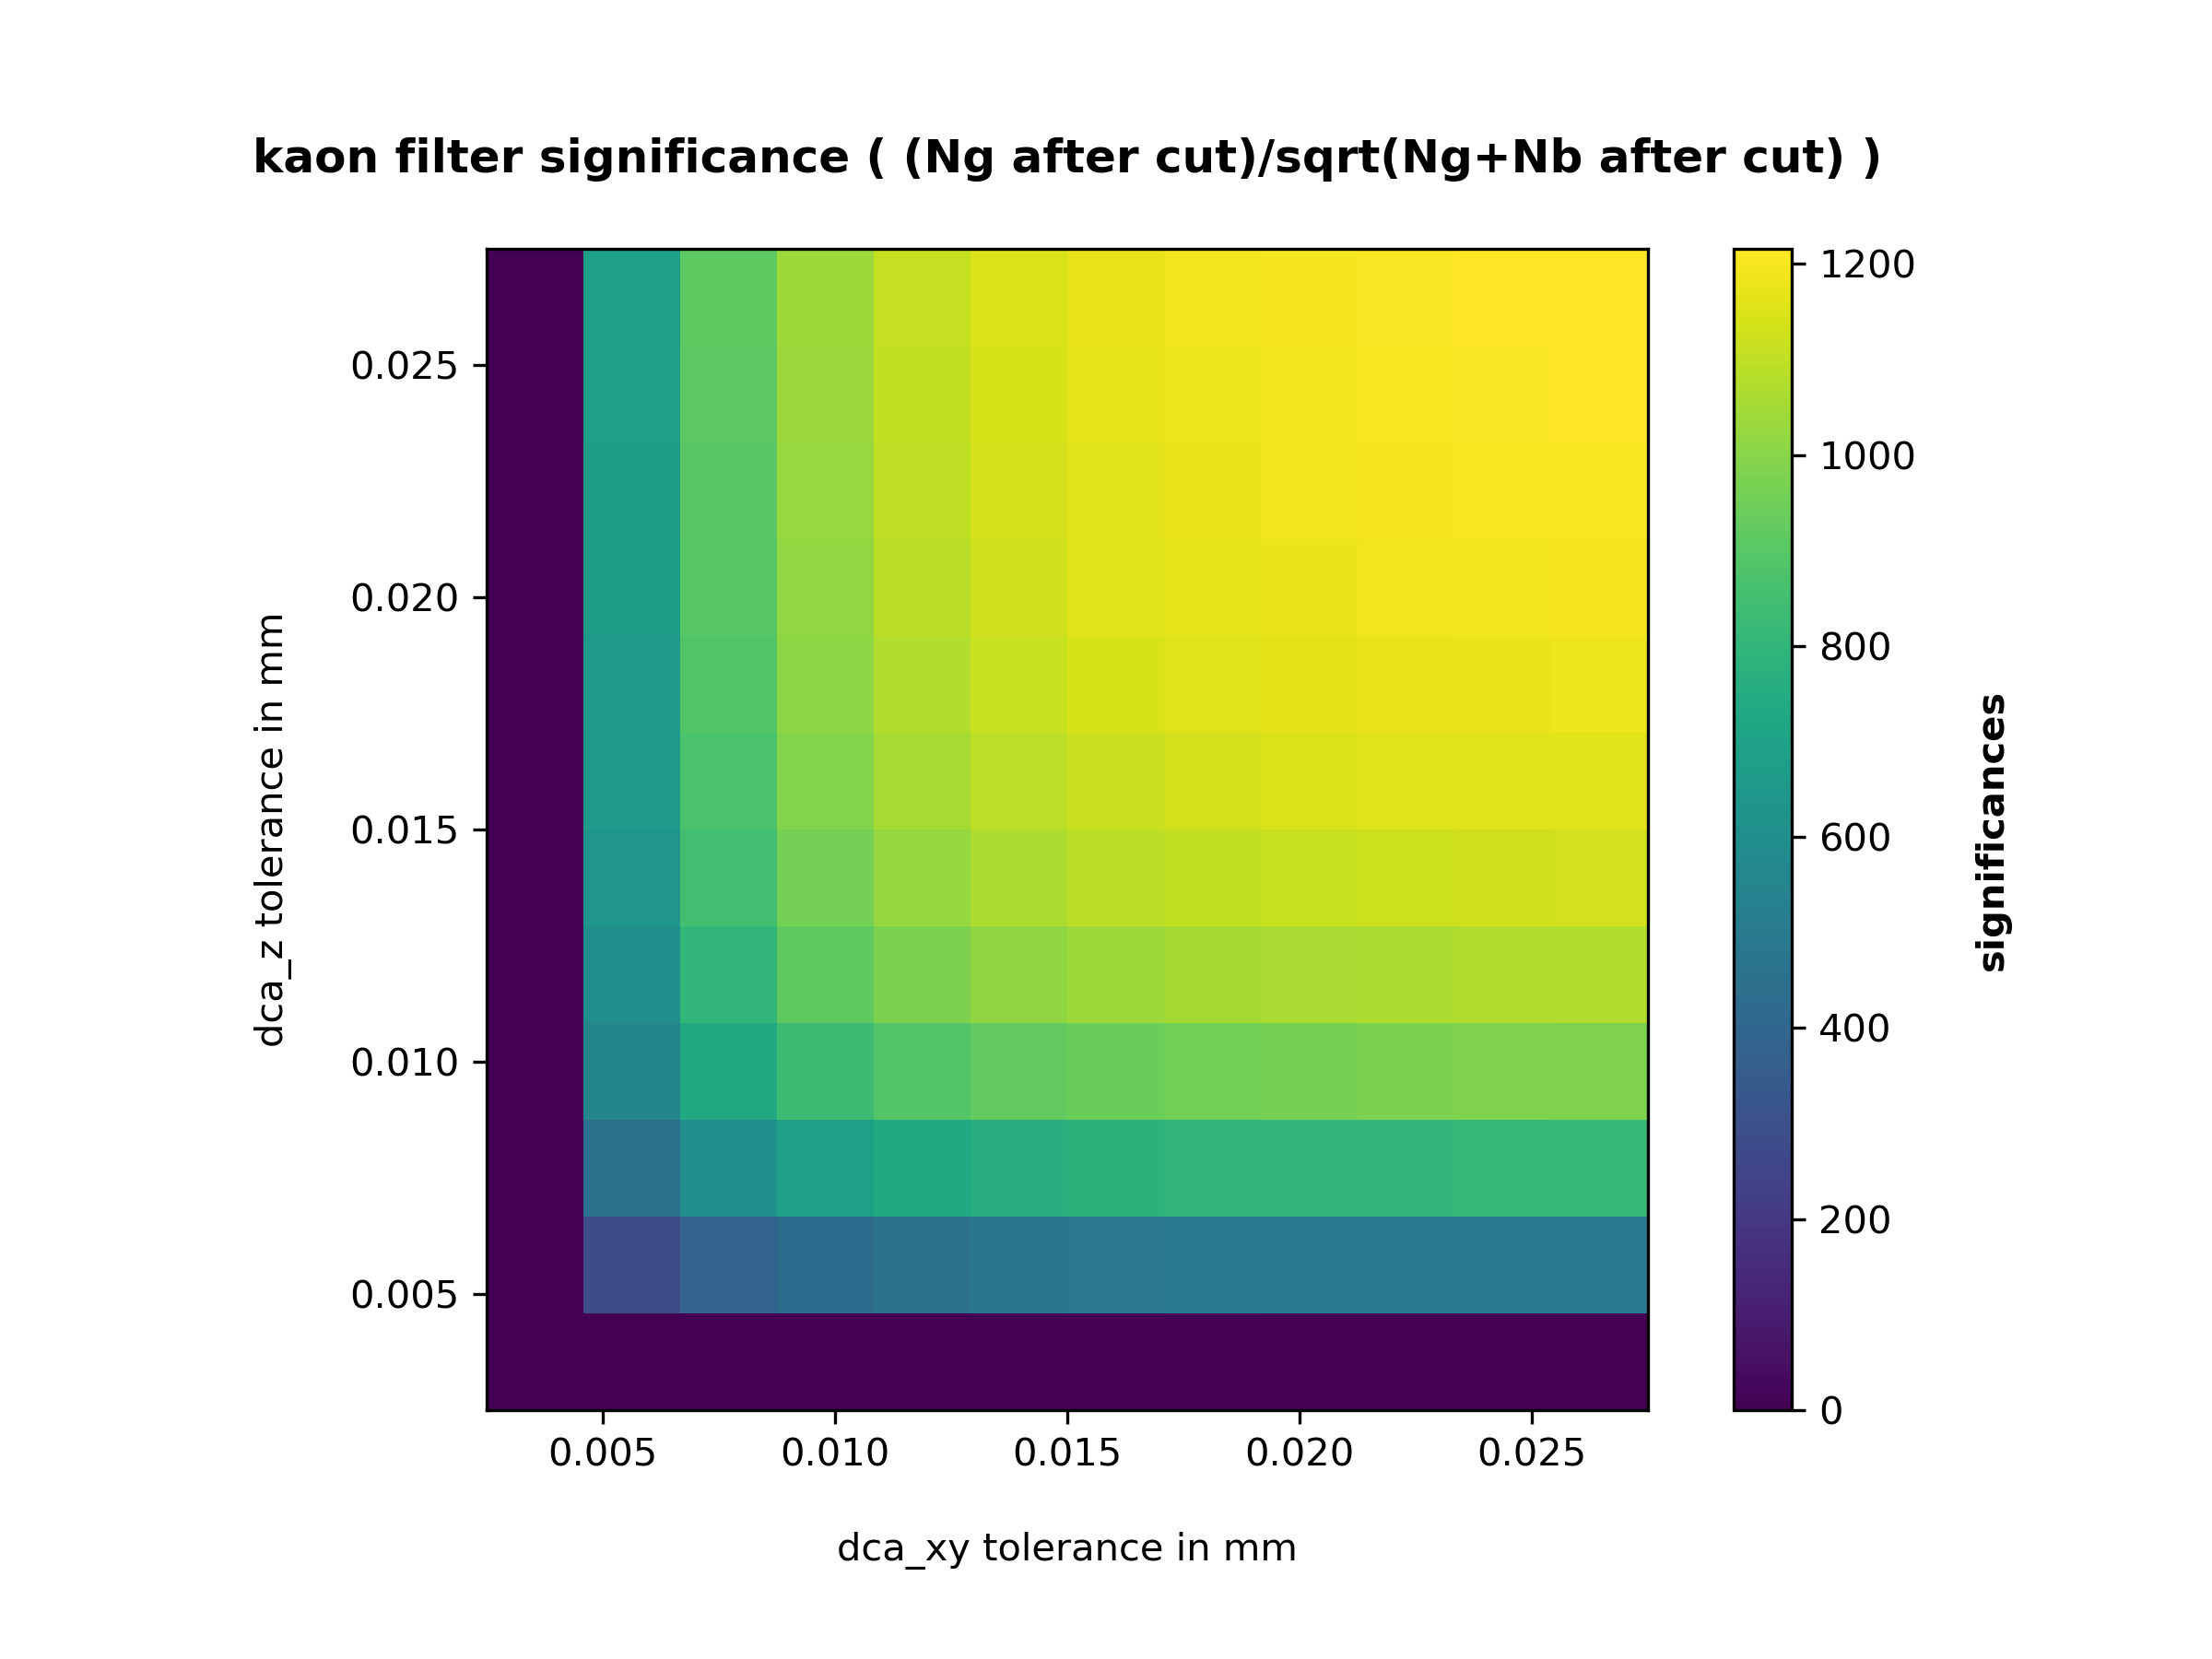 kaon filter significance ( (Ng after cut)/sqrt(Ng+Nb after cut) )
dca_z tolerance in mm
0.025
0.020
0.015
0.010
0.005
0.005 0.010 0.015 0.020 0.025
dca_xy tolerance in mm
1200
1000
800
600
400
200
0
significances